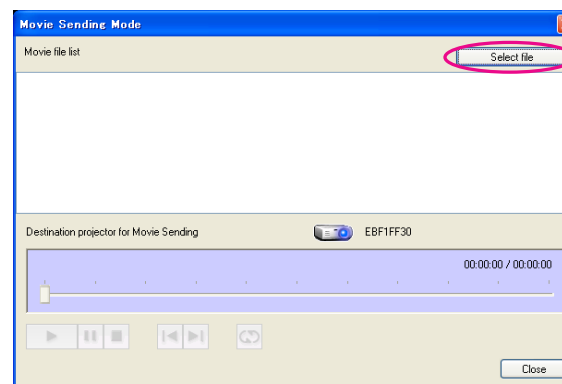 Movie Sending Mode
Movie file list
Select file
Destination projector for Movie Sending
EBF1FF30
00:00:00 / 00:00:00
Close